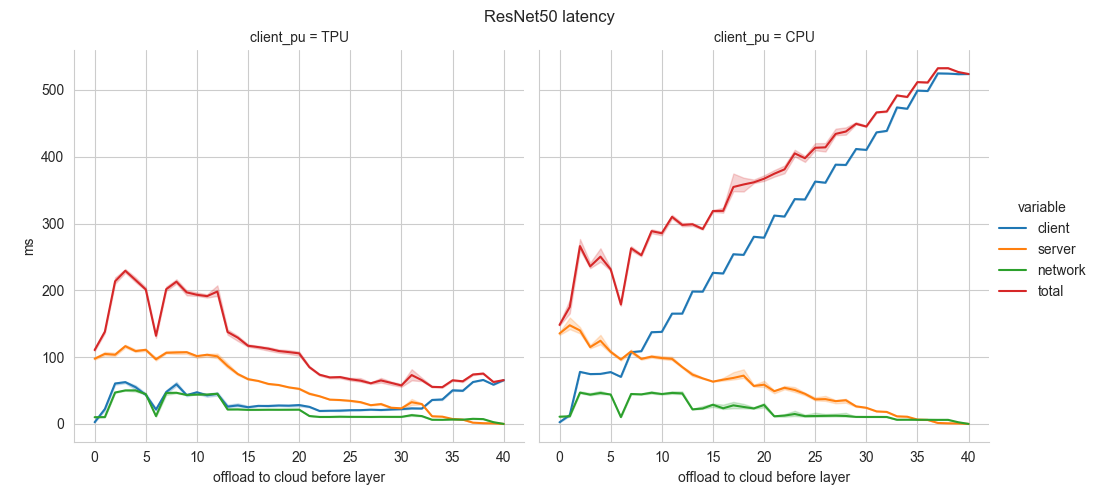 ResNet50 latency
client_pu = TPU
client_pu = CPU
500
400
300
200
100
0
ms
0 5 10 15 20 25 30 35 40
0 5 10 15 20 25 30 35 40
offload to cloud before layer
offload to cloud before layer
variable
client
server
network
total